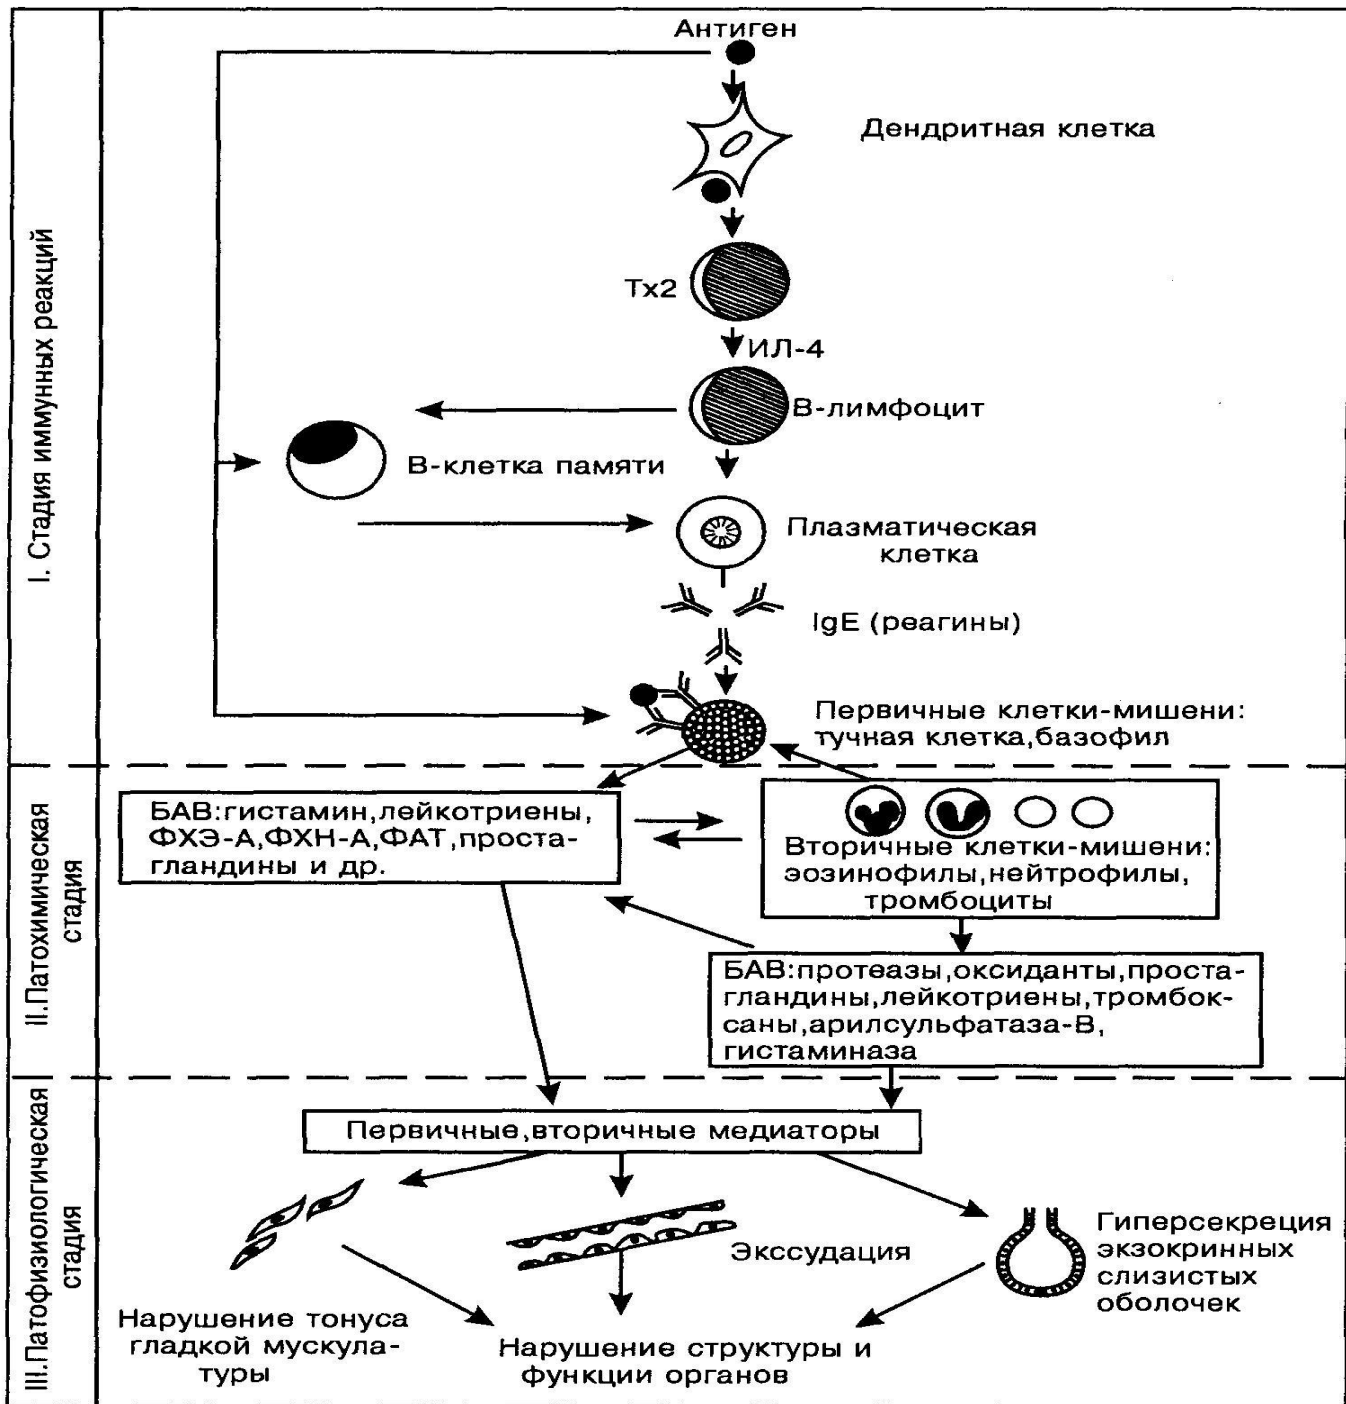 Антиген
Дендритная клетка
Тх2
ИЛ-4
В-лимфоцит
В-клетка памяти
Плазматическая
клетка
IgE (реагины)
Первичные клетки-мишени:
тучная клетка,базофил
I. Стадия иммунных реакций
БАВ:гистамин,лейкотриены,
ФХЭ-А,ФХН-А,ФАТ,проста-
гландины и др.
Вторичные клетки-мишени:
эозинофилы,нейтрофилы,
тромбоциты
БАВ:протеазы,оксиданты,проста-
гландины,лейкотриены,тромбок-
саны,арилсульфатаза-В,
гистаминаза
II.Патохимическая
стадия
Первичные,вторичные медиаторы
Экссудация
Гиперсекреция
экзокринных
слизистых
оболочек
Нарушение тонуса
гладкой мускула-
туры
Нарушение структуры и
функции органов
III.Патофизиологическая
стадия